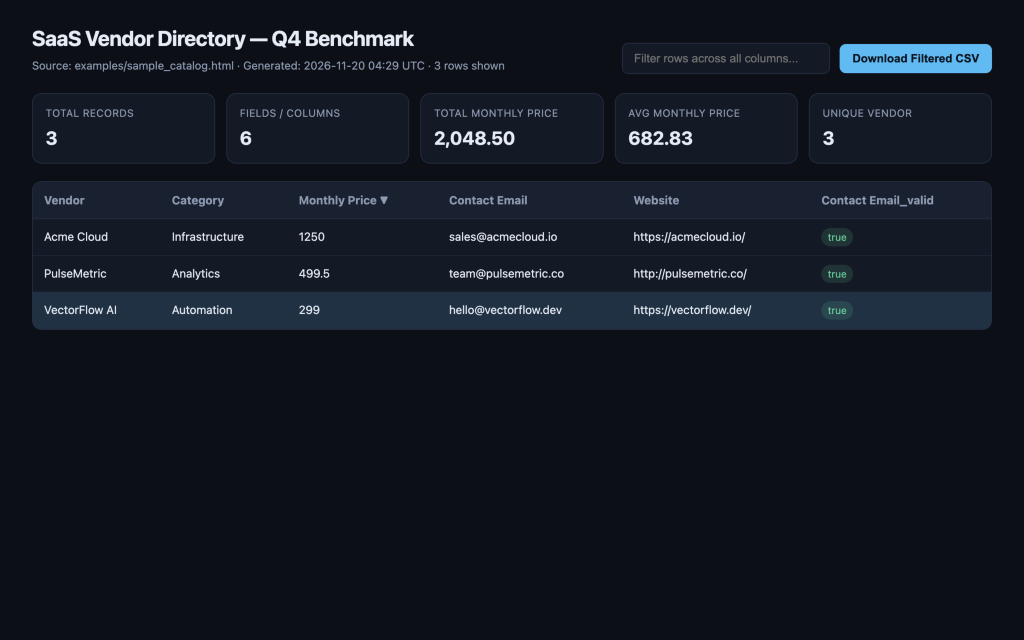 SaaS Vendor Directory — Q4 Benchmark
Source: examples/sample_catalog.html · Generated: 2026-11-20 04:29 UTC · 3 rows shown
Filter rows across all columns...
Download Filtered CSV
TOTAL RECORDS
3
FIELDS / COLUMNS
6
TOTAL MONTHLY PRICE
2,048.50
AVG MONTHLY PRICE
682.83
UNIQUE VENDOR
3
Vendor Category Monthly Price ▼ Contact Email Website Contact Email_valid
Acme Cloud Infrastructure 1250 sales@acmecloud.io https://acmecloud.io/ true
PulseMetric Analytics 499.5 team@pulsemetric.co http://pulsemetric.co/ true
VectorFlow AI Automation 299 hello@vectorflow.dev https://vectorflow.dev/ true